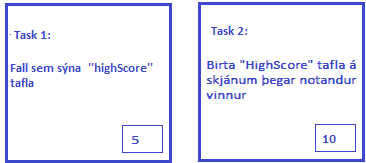 Task 1:
Fall sem sýna "highScore"
tafla
5
Task 2:
Birta "HighScore" tafla á
skjánum þegar notandur
vinnur
10